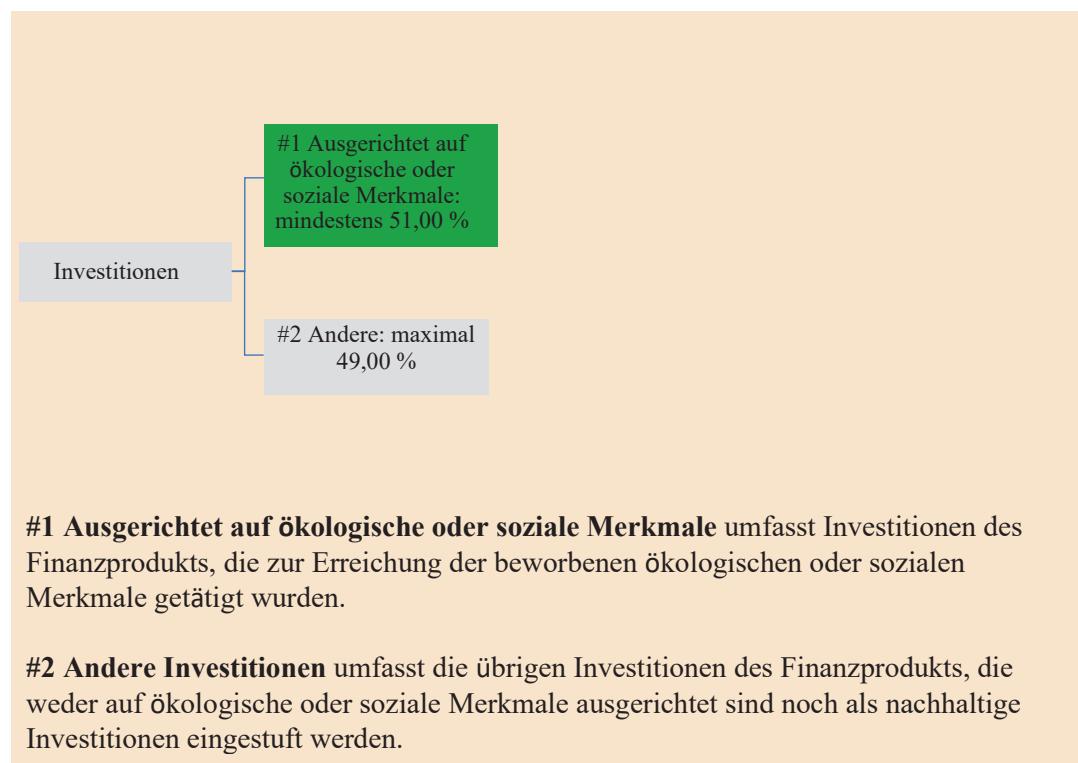 #1 Ausgerichtet auf
ökologische oder
soziale Merkmale:
mindestens 51,00 %
Investitionen
#2 Andere: maximal
49,00 %
#1 Ausgerichtet auf ökologische oder soziale Merkmale umfasst Investitionen des
Finanzprodukts, die zur Erreichung der beworbenen ökologischen oder sozialen
Merkmale getätigt wurden.
#2 Andere Investitionen umfasst die übrigen Investitionen des Finanzprodukts, die
weder auf ökologische oder soziale Merkmale ausgerichtet sind noch als nachhaltige
Investitionen eingestuft werden.